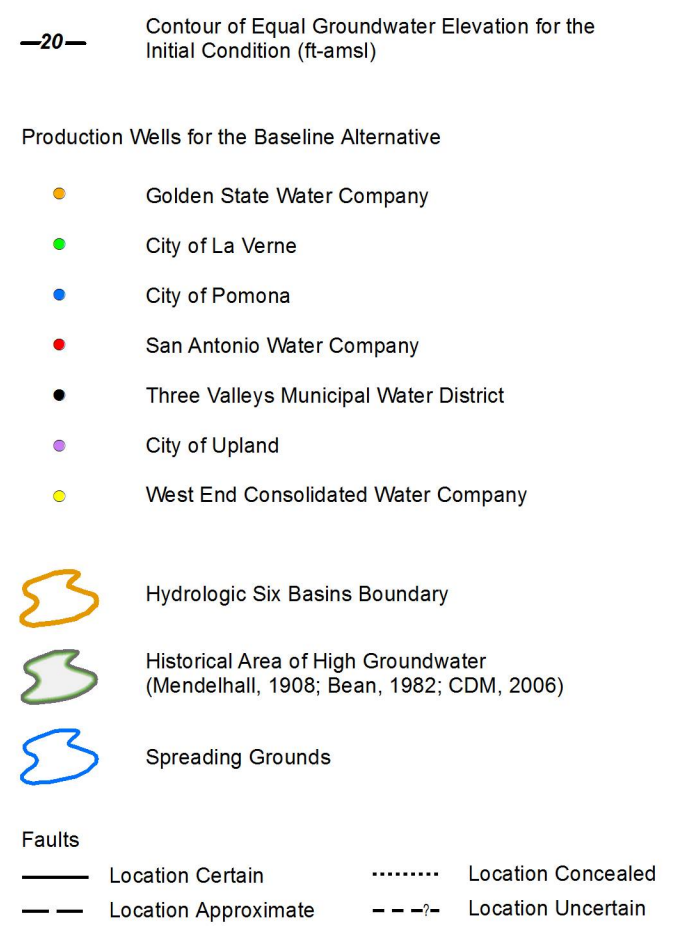 20
Contour of Equal Groundwater Elevation for the
Initial Condition (ft-amsl)
Production Wells for the Baseline Alternative
Golden State Water Company
City of La Verne
City of Pomona
San Antonio Water Company
Three Valleys Municipal Water District
City of Upland
West End Consolidated Water Company
Hydrologic Six Basins Boundary
Historical Area of High Groundwater
(Mendelhall, 1908; Bean, 1982; CDM, 2006)
Spreading Grounds
Faults
Location Certain
Location Concealed
Location Approximate
?
Location Uncertain